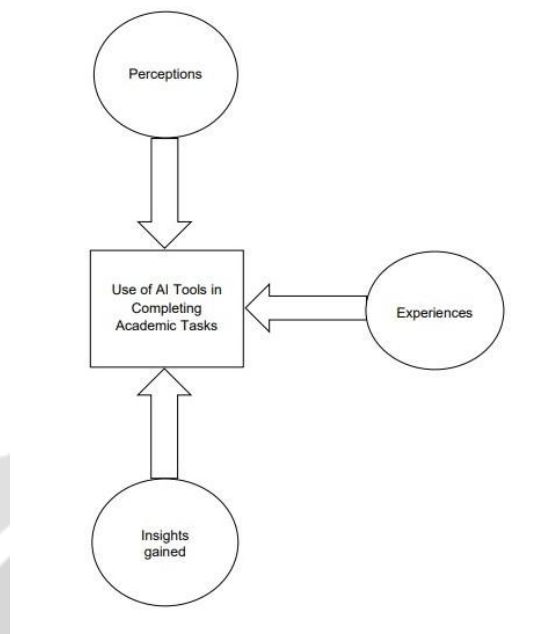 Perceptions
Use of AI Tools in
Completing
Academic Tasks
Experiences
Insights
gained